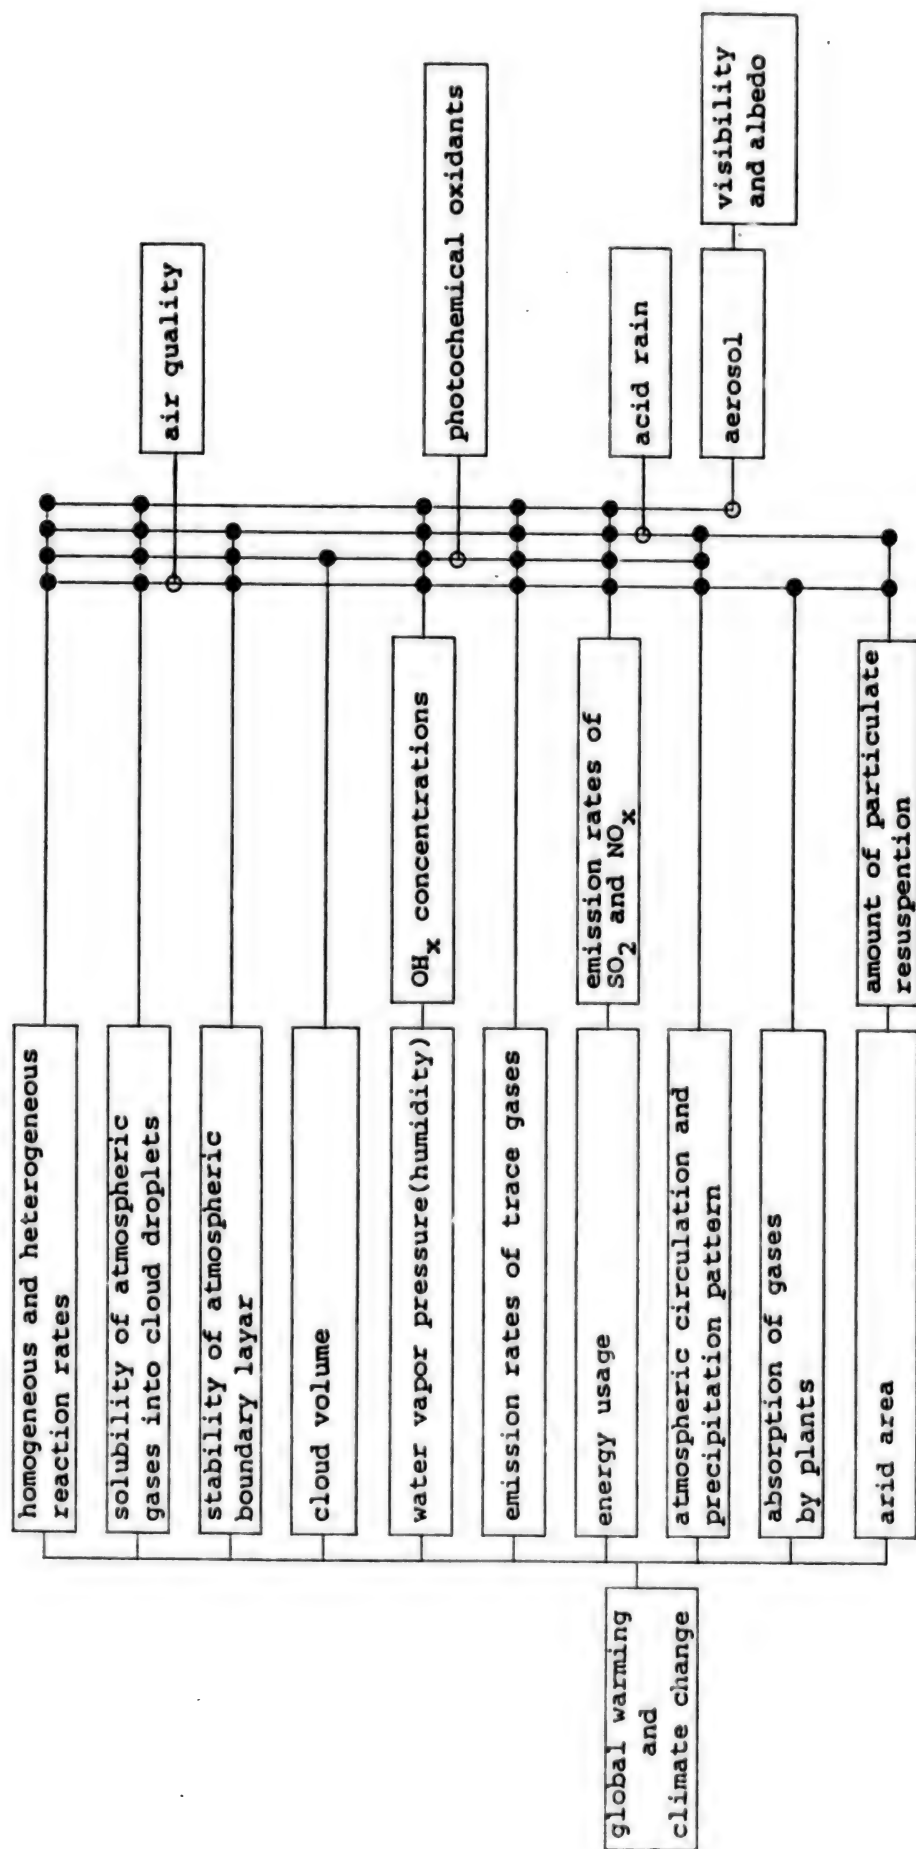 global warming
and
climate change
homogeneous and heterogeneous
reaction rates
solubility of atmospheric
gases into cloud droplets
stability of atmospheric
boundary layar
cloud volume
water vapor pressure(humidity)
emission rates of trace gases
energy usage
atmospheric circulation and
precipitation pattern
absorption of gases
by plants
arid area
OHx concentrations
emission rates of
SO2 and NOx
amount of particulate
resuspention
air quality
photochemical oxidants
acid rain
aerosol
visibility
and albedo